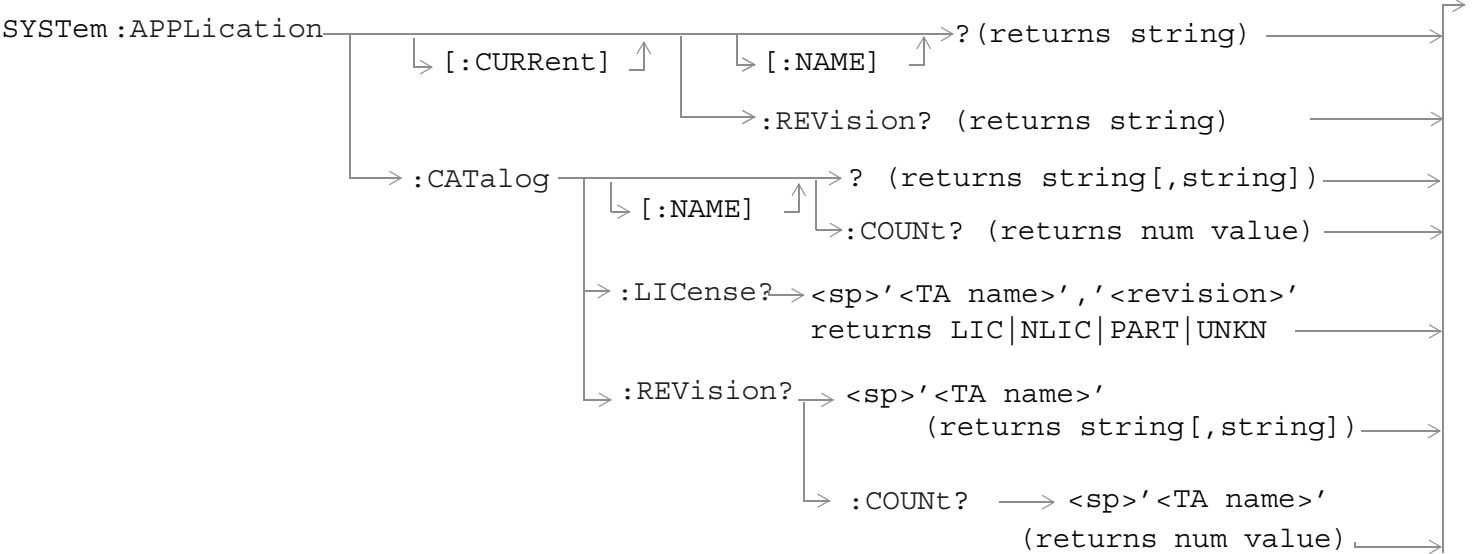 SYSTem:APPLication
?(returns string)
[:CURRent]
[:NAME]
:REVision? (returns string)
:CATalog
? (returns string[,string])
[:NAME]
:COUNt? (returns num value)
:LICense?
<sp>'<TA name>','<revision>'
returns LIC|NLIC|PART|UNKN
:REVision?
<sp>'<TA name>'
(returns string[,string])
:COUNt?
<sp>'<TA name>'
(returns num value)